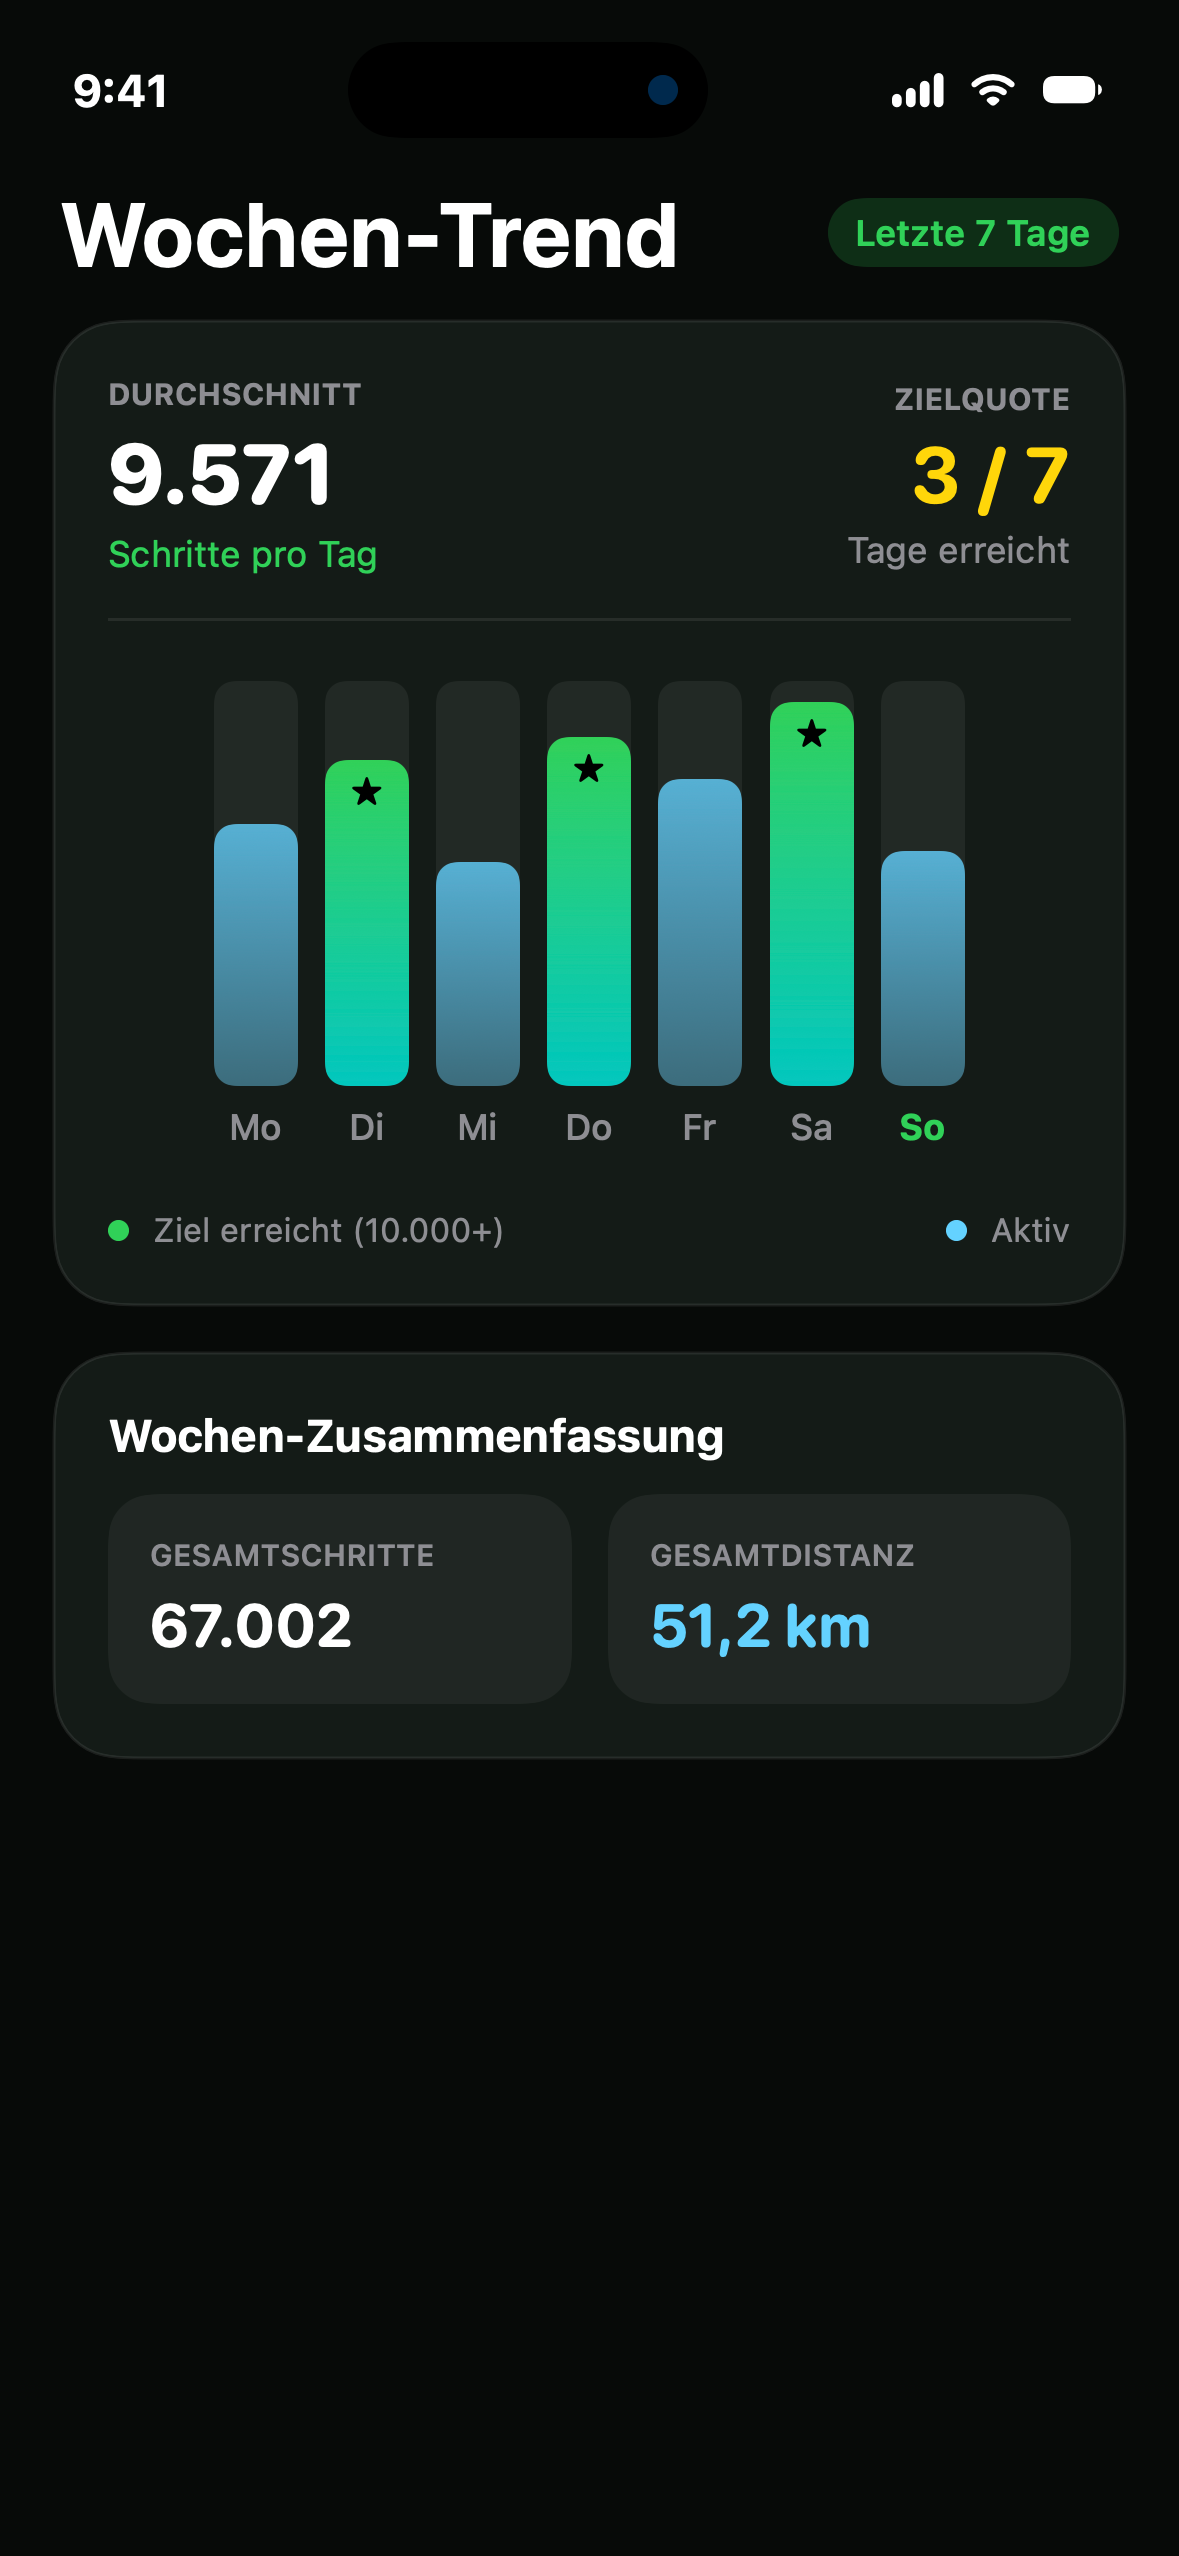 9:41
Wochen-Trend
Letzte 7 Tage
DURCHSCHNITT
9.571
Schritte pro Tag
ZIELQUOTE
3 / 7
Tage erreicht
Mo Di Mi Do Fr Sa So
Ziel erreicht (10.000+)
Aktiv
Wochen-Zusammenfassung
GESAMTSCHRITTE
67.002
GESAMTDISTANZ
51,2 km